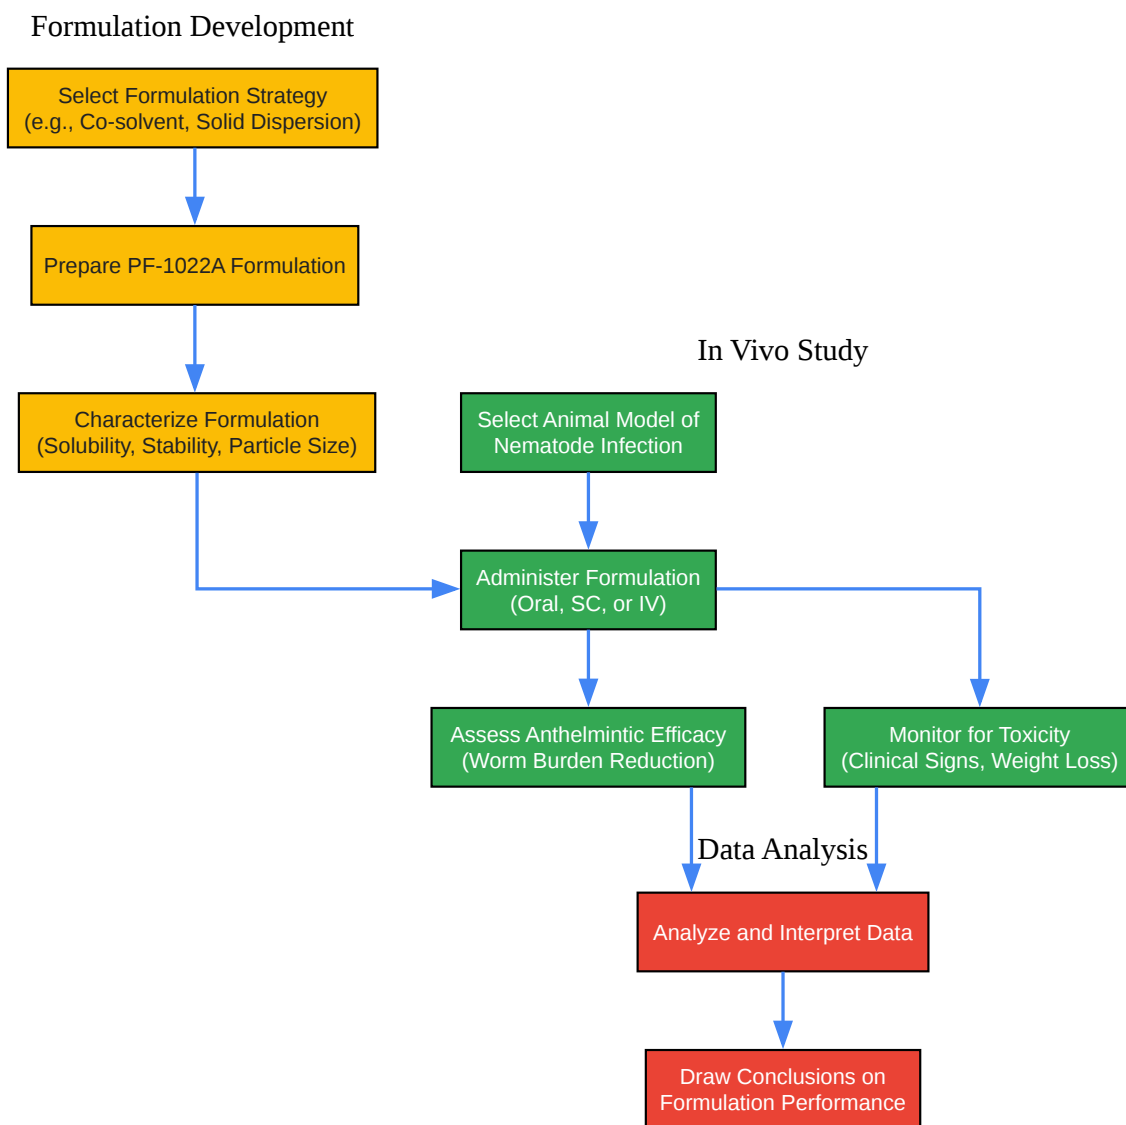 Formulation Development
Select Formulation Strategy
(e.g., Co-solvent, Solid Dispersion)
Prepare PF-1022A Formulation
Characterize Formulation
(Solubility, Stability, Particle Size)
In Vivo Study
Select Animal Model of
Nematode Infection
Administer Formulation
(Oral, SC, or IV)
Assess Anthelmintic Efficacy
(Worm Burden Reduction)
Monitor for Toxicity
(Clinical Signs, Weight Loss)
Data Analysis
Analyze and Interpret Data
Draw Conclusions on
Formulation Performance